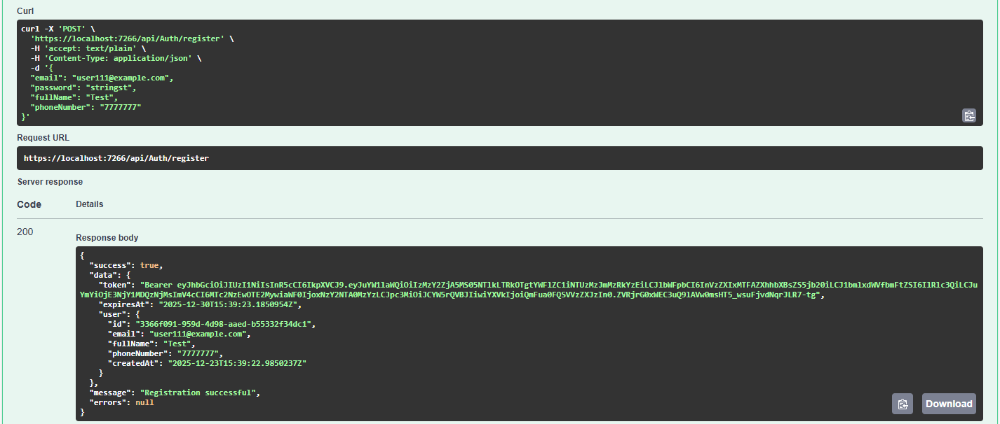 Curl
curl -X 'POST' \
'https://localhost:7266/api/Auth/register' \
-H 'accept: text/plain' \
-H 'Content-Type: application/json' \
-d '{
"email": "user111@example.com",
"password": "stringst",
"fullName": "Test",
"phoneNumber": "7777777"
}'
Request URL
https://localhost:7266/api/Auth/register
Server response
Code Details
200
Response body
{
"success": true,
"data": {
"token": "Bearer eyJhbGciOiJIUzI1NiIsInR5cCI6IkpXVCJ9.eyJuYW1laWQiOiIzMzY2ZjA5MS05NTlkLTRkOTgtYWFlZC1iNTUzMzJmMzRkYzEiLCJlbWFpbCI6InVzZXIxMTFAZXhhbXBsZS5jb20iLCJ1bmlxdWVfbmFtZSI6IlRlc3QiLCJu
YmYiOjE3NjY1MDQzNjMsImV4cCI6MTc2NzEwOTE2MywiaWF0IjoxNzY2NTA0MzYzLCJpc3MiOiJCYW5rQVBJIiwiYXVkIjoiQmFua0FQSVVzZXJzIn0.ZVRjrG0xWEC3uQ9lAVw0msHT5_wsuFjvdNqrJLR7-tg",
"expiresAt": "2025-12-30T15:39:23.1850954Z",
"user": {
"id": "3366f091-959d-4d98-aaed-b55332f34dc1",
"email": "user111@example.com",
"fullName": "Test",
"phoneNumber": "7777777",
"createdAt": "2025-12-23T15:39:22.9850237Z"
}
},
"message": "Registration successful",
"errors": null
}
Download